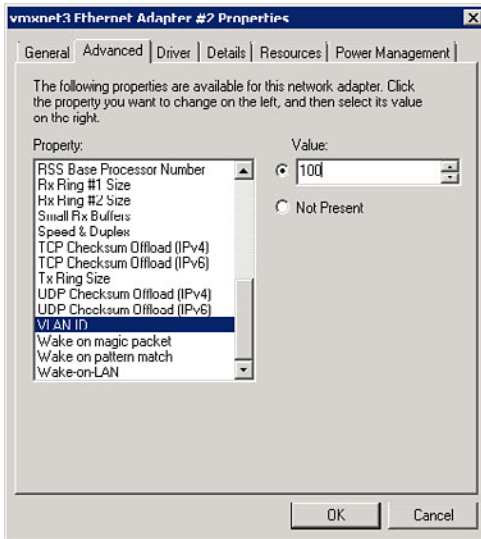 vmxnet3 Ethernet Adapter #2 Properties
General Advanced Driver Details Resources Power Management
The following properties are available for this network adapter. Click
the property you want to change on the left, and then select its value
on the right.
Property:
Value:
RSS Base Processor Number
Rx Ring #1 Size
Rx Ring #2 Size
Small Rx Buffers
Speed & Duplex
TCP Checksum Offload (IPv4)
TCP Checksum Offload (IPv6)
Tx Ring Size
UDP Checksum Offload (IPv4)
UDP Checksum Offload (IPv6)
VLAN ID
Wake on magic packet
Wake on pattern match
Wake-on-LAN
100
Not Present
OK Cancel